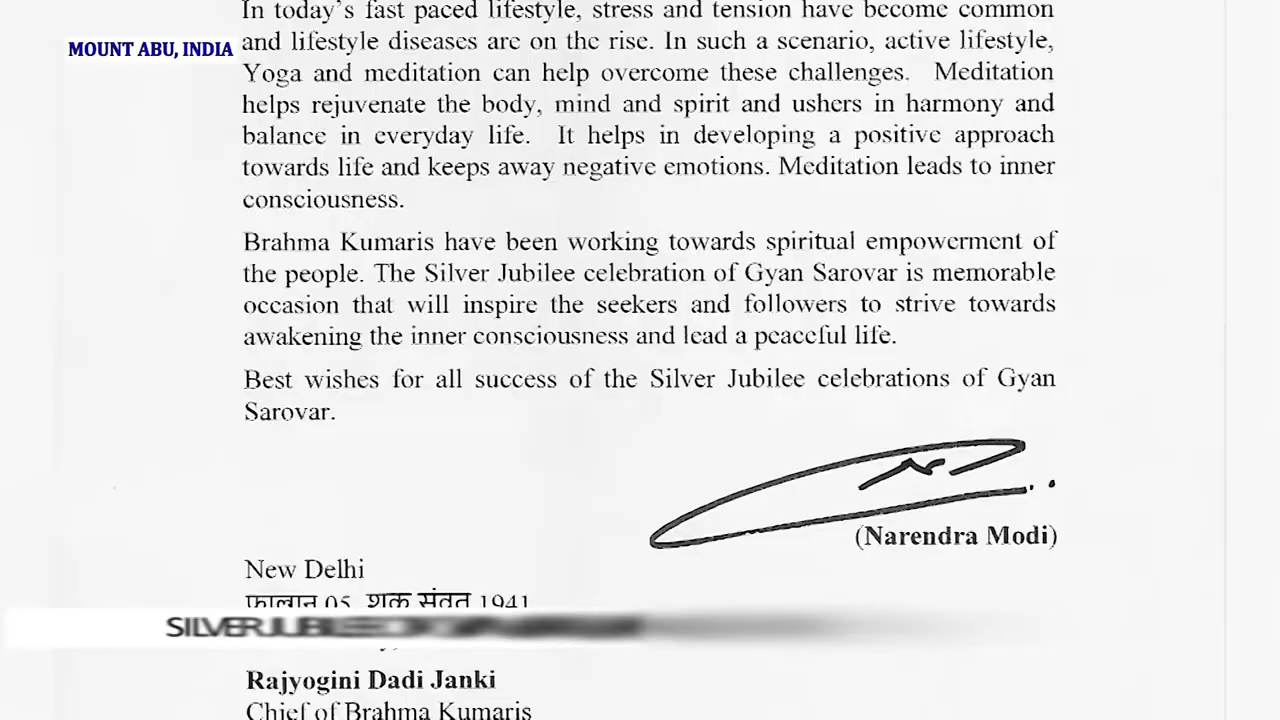 In today's fast paced lifestyle, stress and tension have become common
MOUNT ABU, INDIA
and lifestyle diseases are on the rise. In such a scenario, active lifestyle,
Yoga and meditation can help overcome these challenges. Meditation
helps rejuvenate the body, mind and spirit and ushers in harmony and
balance in everyday life. It helps in developing a positive approach
towards life and keeps away negative emotions. Meditation leads to inner
consciousness.
Brahma Kumaris have been working towards spiritual empowerment of
the people. The Silver Jubilee celebration of Gyan Sarovar is memorable
occasion that will inspire the seekers and followers to strive towards
awakening the inner consciousness and lead a peaceful life.
Best wishes for all success of the Silver Jubilee celebrations of Gyan
Sarovar.
(Narendra Modi)
New Delhi
फाल्गुन 05, शक संवत 1941
SILVER JUBILEE
Rajyogini Dadi Janki
Chief of Brahma Kumaris